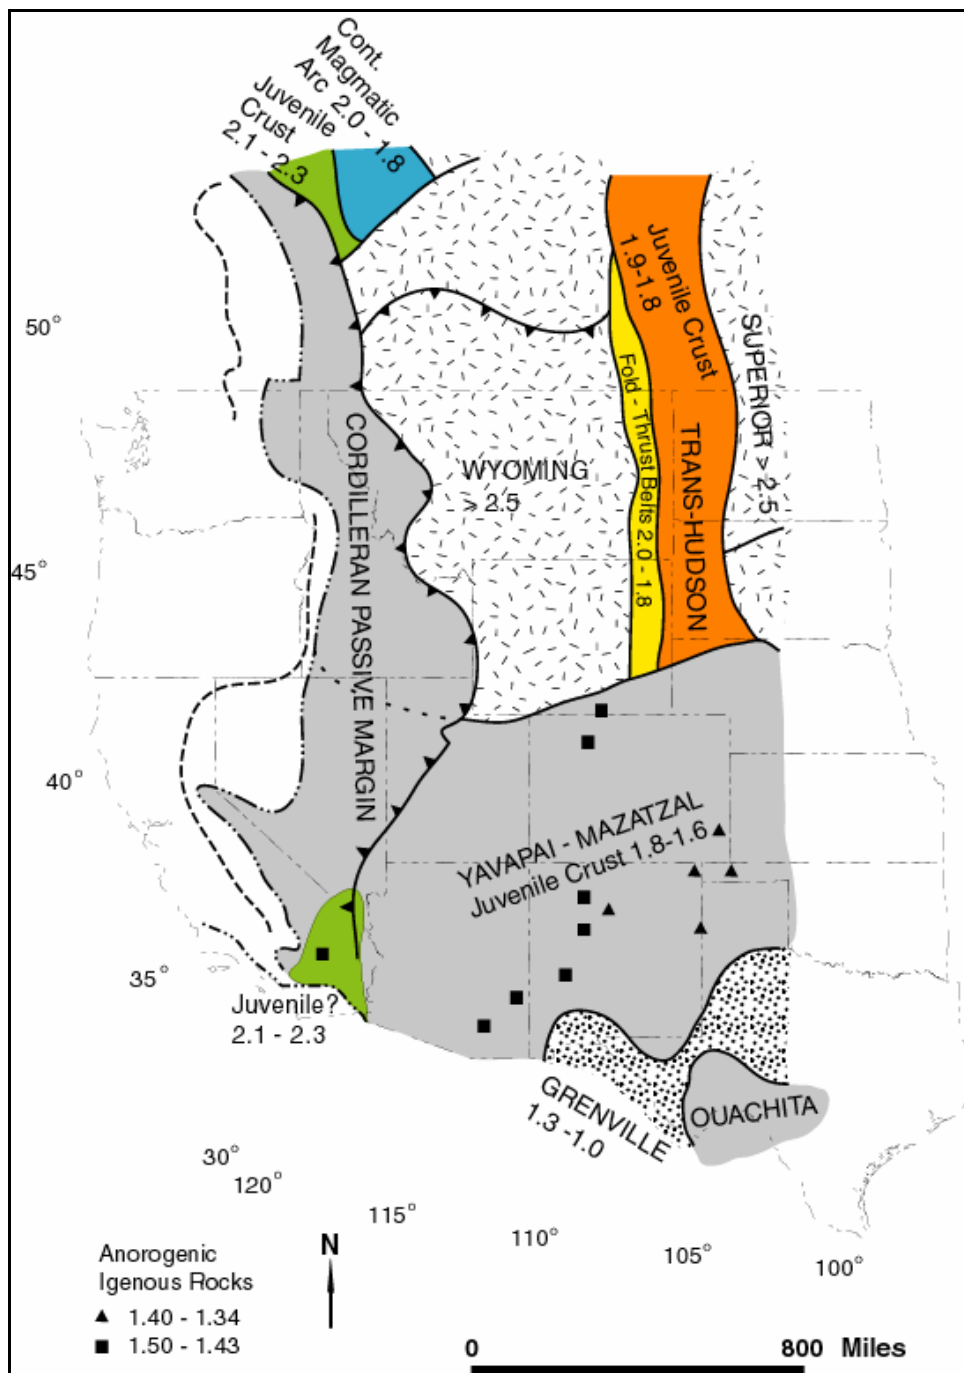 Cont.
Magmatic
Arc 2.0 - 1.8
Juvenile
Crust
2.1 - 2.3
Juvenile Crust
1.9-1.8
50°
SUPERIOR > 2.5
Fold - Thrust Belts 2.0 - 1.8
TRANS-HUDSON
CORDILLERAN PASSIVE MARGIN
WYOMING
> 2.5
45°
40°
YAVAPAI - MAZATZAL
Juvenile Crust 1.8-1.6
35°
Juvenile?
2.1 - 2.3
GRENVILLE
1.3 -1.0
OUACHITA
30°
120°
115°
110°
105°
100°
Anorogenic
Igenous Rocks
1.40 - 1.34
1.50 - 1.43
N
0 800 Miles